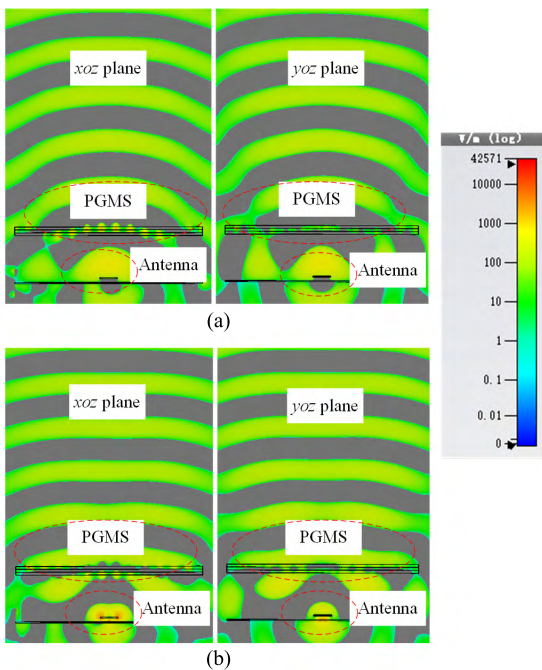 xoz plane
yoz plane
PGMS
PGMS
Antenna
Antenna
(a)
V/m (log)
42571
10000
1000
100
10
1
0.1
0.01
0
xoz plane
yoz plane
PGMS
PGMS
Antenna
Antenna
(b)